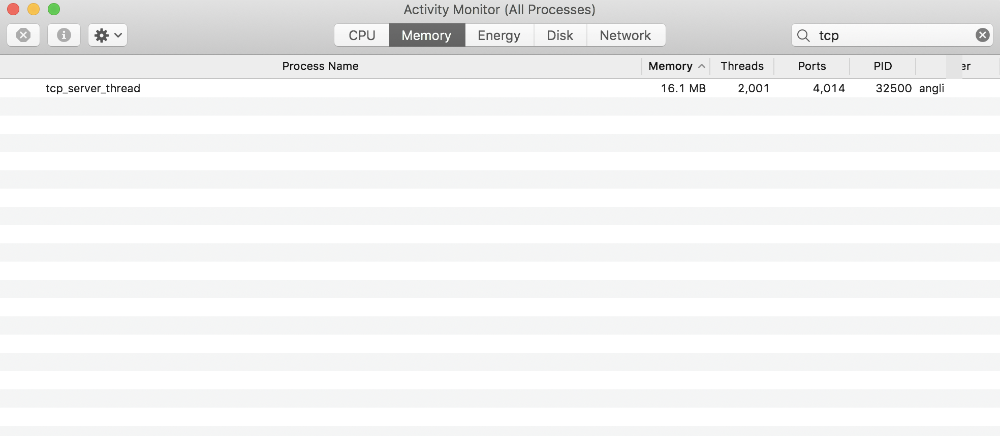 Activity Monitor (All Processes)
CPU Memory Energy Disk Network tcp
Process Name Memory Threads Ports PID er
tcp_server_thread 16.1 MB 2,001 4,014 32500 angli